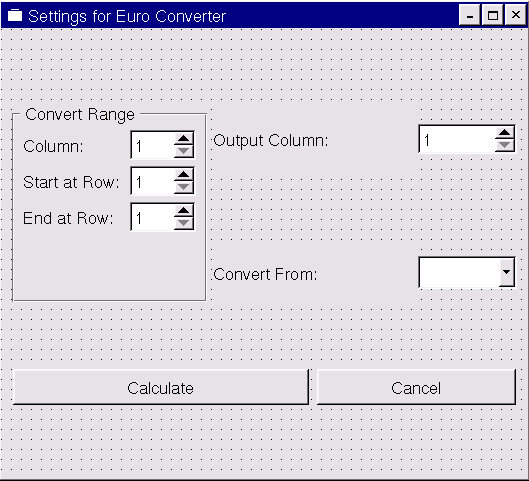 Settings for Euro Converter
Convert Range
Column: 1
Start at Row: 1
End at Row: 1
Output Column: 1
Convert From:
Calculate
Cancel